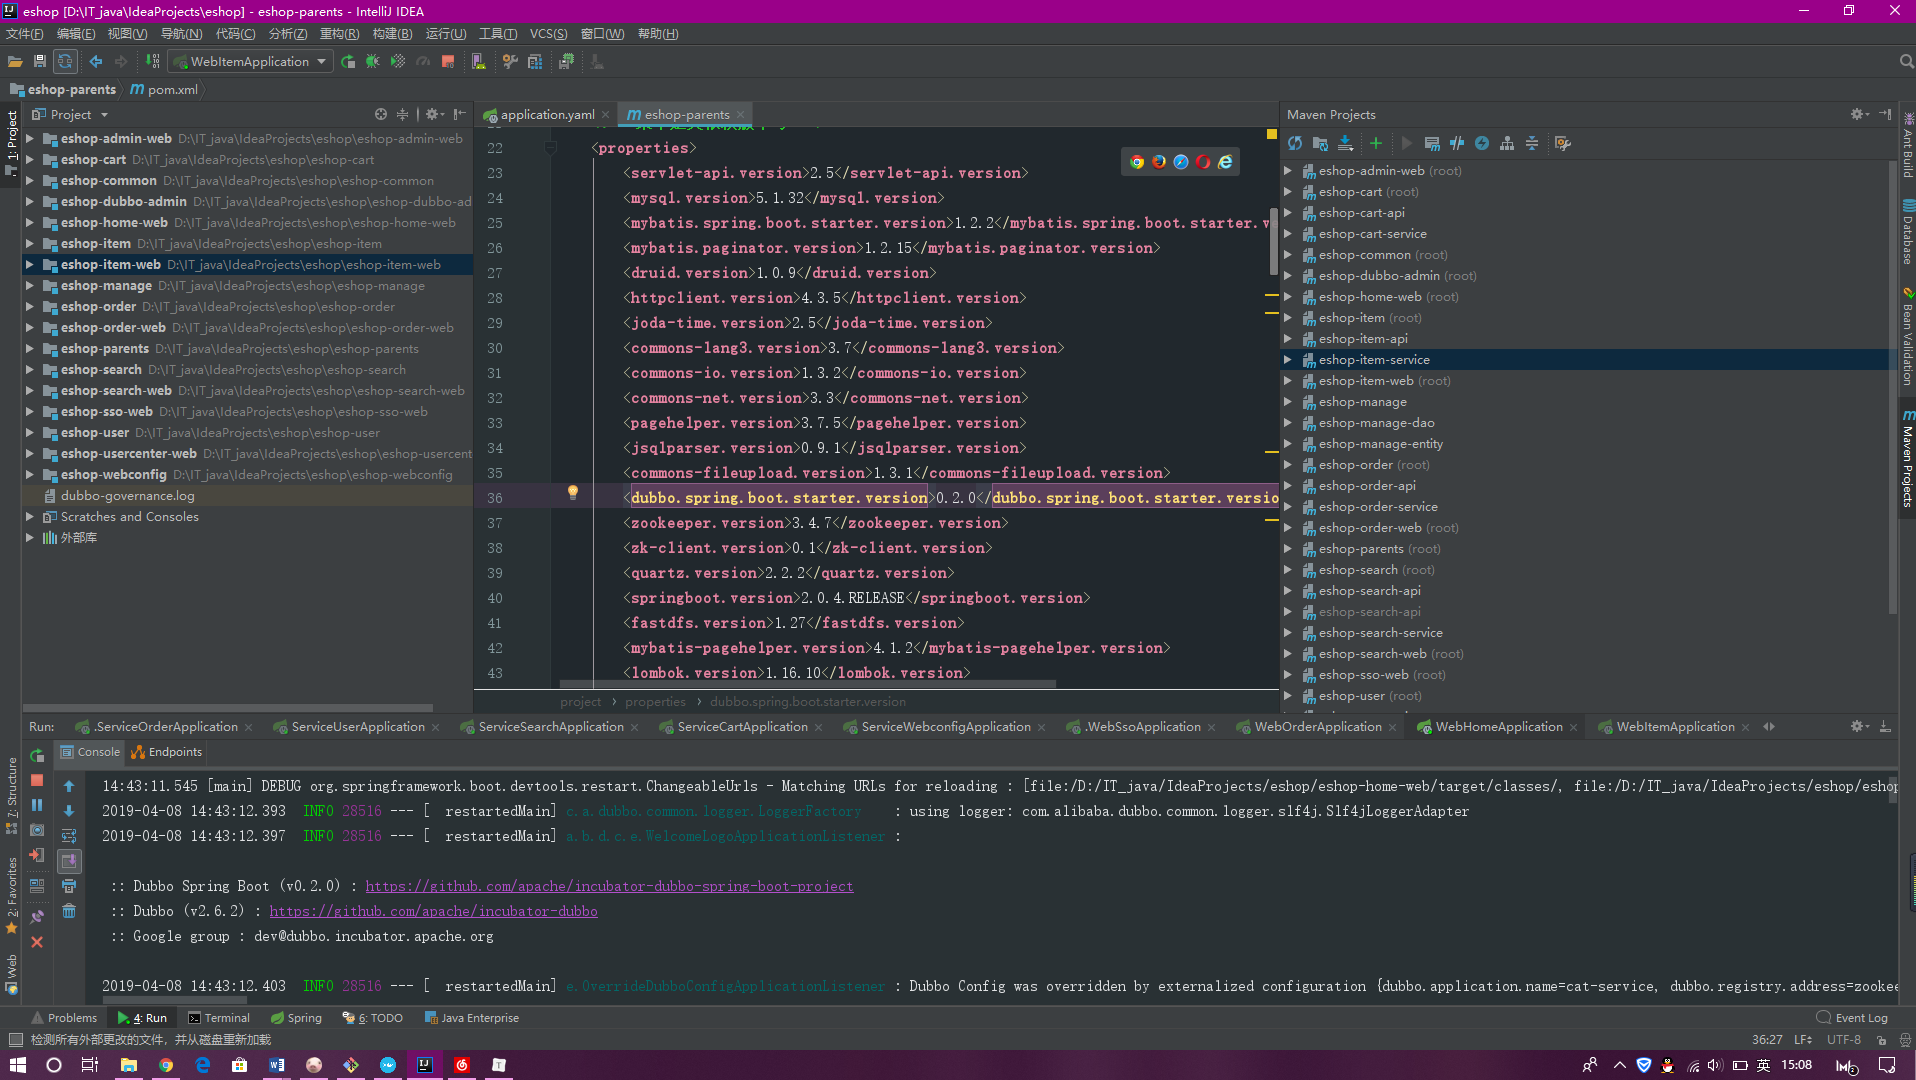 eshop [D:\IT_java\IdeaProjects\eshop] - eshop-parents - IntelliJ IDEA
文件(F) 编辑(E) 视图(V) 导航(N) 代码(C) 分析(Z) 重构(R) 构建(B) 运行(U) 工具(T) VCS(S) 窗口(W) 帮助(H)
WebItemApplication
eshop-parents pom.xml
1: Project
7: Structure
2: Favorites
Web
Project
eshop-admin-web D:\IT_java\IdeaProjects\eshop\eshop-admin-web
eshop-cart D:\IT_java\IdeaProjects\eshop\eshop-cart
eshop-common D:\IT_java\IdeaProjects\eshop\eshop-common
eshop-dubbo-admin D:\IT_java\IdeaProjects\eshop\eshop-dubbo-ad
eshop-home-web D:\IT_java\IdeaProjects\eshop\eshop-home-web
eshop-item D:\IT_java\IdeaProjects\eshop\eshop-item
eshop-item-web D:\IT_java\IdeaProjects\eshop\eshop-item-web
eshop-manage D:\IT_java\IdeaProjects\eshop\eshop-manage
eshop-order D:\IT_java\IdeaProjects\eshop\eshop-order
eshop-order-web D:\IT_java\IdeaProjects\eshop\eshop-order-web
eshop-parents D:\IT_java\IdeaProjects\eshop\eshop-parents
eshop-search D:\IT_java\IdeaProjects\eshop\eshop-search
eshop-search-web D:\IT_java\IdeaProjects\eshop\eshop-search-web
eshop-sso-web D:\IT_java\IdeaProjects\eshop\eshop-sso-web
eshop-user D:\IT_java\IdeaProjects\eshop\eshop-user
eshop-usercenter-web D:\IT_java\IdeaProjects\eshop\eshop-usercent
eshop-webconfig D:\IT_java\IdeaProjects\eshop\eshop-webconfig
dubbo-governance.log
Scratches and Consoles
外部库
application.yaml eshop-parents
22 <properties>
23 <servlet-api.version>2.5</servlet-api.version>
24 <mysql.version>5.1.32</mysql.version>
25 <mybatis.spring.boot.starter.version>1.2.2</mybatis.spring.boot.starter.v
26 <mybatis.paginator.version>1.2.15</mybatis.paginator.version>
27 <druid.version>1.0.9</druid.version>
28 <httpclient.version>4.3.5</httpclient.version>
29 <joda-time.version>2.5</joda-time.version>
30 <commons-lang3.version>3.7</commons-lang3.version>
31 <commons-io.version>1.3.2</commons-io.version>
32 <commons-net.version>3.3</commons-net.version>
33 <pagehelper.version>3.7.5</pagehelper.version>
34 <jsqlparser.version>0.9.1</jsqlparser.version>
35 <commons-fileupload.version>1.3.1</commons-fileupload.version>
36 <dubbo.spring.boot.starter.version>0.2.0</dubbo.spring.boot.starter.versio
37 <zookeeper.version>3.4.7</zookeeper.version>
38 <zk-client.version>0.1</zk-client.version>
39 <quartz.version>2.2.2</quartz.version>
40 <springboot.version>2.0.4.RELEASE</springboot.version>
41 <fastdfs.version>1.27</fastdfs.version>
42 <mybatis-pagehelper.version>4.1.2</mybatis-pagehelper.version>
43 <lombok.version>1.16.10</lombok.version>
project › properties › dubbo.spring.boot.starter.version
Maven Projects
eshop-admin-web (root)
eshop-cart (root)
eshop-cart-api
eshop-cart-service
eshop-common (root)
eshop-dubbo-admin (root)
eshop-home-web (root)
eshop-item (root)
eshop-item-api
eshop-item-service
eshop-item-web (root)
eshop-manage
eshop-manage-dao
eshop-manage-entity
eshop-order (root)
eshop-order-api
eshop-order-service
eshop-order-web (root)
eshop-parents (root)
eshop-search (root)
eshop-search-api
eshop-search-api
eshop-search-service
eshop-search-web (root)
eshop-sso-web (root)
eshop-user (root)
Ant Build
Database
Bean Validation
Maven Projects
Run: .ServiceOrderApplication ServiceUserApplication ServiceSearchApplication ServiceCartApplication ServiceWebconfigApplication .WebSsoApplication WebOrderApplication WebHomeApplication WebItemApplication
Console Endpoints
14:43:11.545 [main] DEBUG org.springframework.boot.devtools.restart.ChangeableUrls - Matching URLs for reloading : [file:/D:/IT_java/IdeaProjects/eshop/eshop-home-web/target/classes/, file:/D:/IT_java/IdeaProjects/eshop/eshop
2019-04-08 14:43:12.393 INFO 28516 --- [ restartedMain] c.a.dubbo.common.logger.LoggerFactory : using logger: com.alibaba.dubbo.common.logger.slf4j.Slf4jLoggerAdapter
2019-04-08 14:43:12.397 INFO 28516 --- [ restartedMain] a.b.d.c.e.WelcomeLogoApplicationListener :
:: Dubbo Spring Boot (v0.2.0) : https://github.com/apache/incubator-dubbo-spring-boot-project
:: Dubbo (v2.6.2) : https://github.com/apache/incubator-dubbo
:: Google group : dev@dubbo.incubator.apache.org
2019-04-08 14:43:12.403 INFO 28516 --- [ restartedMain] e.OverrideDubboConfigApplicationListener : Dubbo Config was overridden by externalized configuration {dubbo.application.name=cat-service, dubbo.registry.address=zookee
Problems 4: Run Terminal Spring 6: TODO Java Enterprise Event Log
检测所有外部更改的文件，并从磁盘重新加载 36:27 LF÷ UTF-8
英 15:08